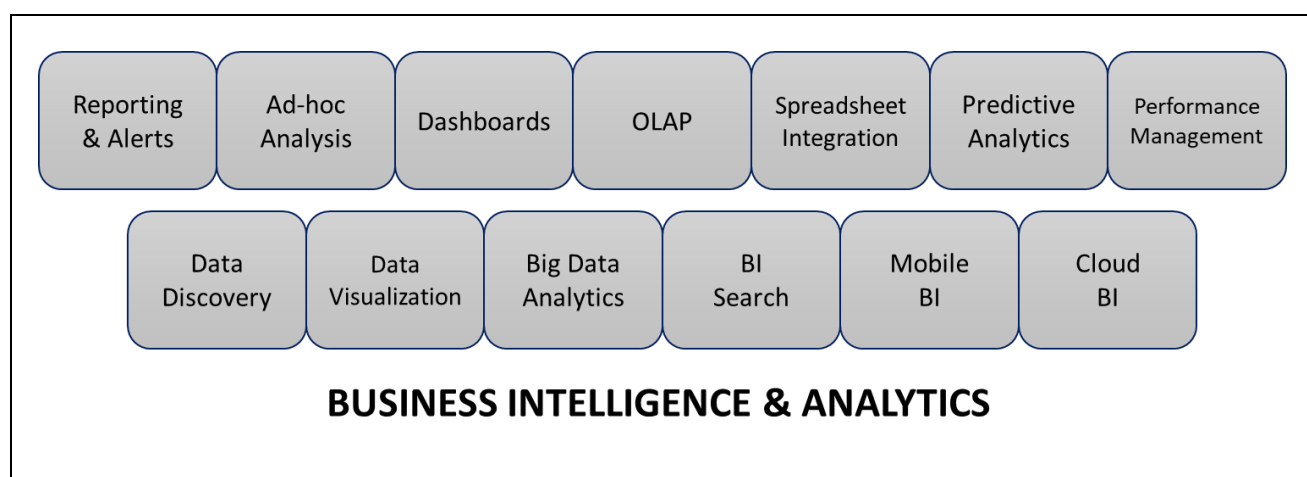 Reporting
& Alerts
Ad-hoc
Analysis
Dashboards
OLAP
Spreadsheet
Integration
Predictive
Analytics
Performance
Management
Data
Discovery
Data
Visualization
Big Data
Analytics
BI
Search
Mobile
BI
Cloud
BI
BUSINESS INTELLIGENCE & ANALYTICS